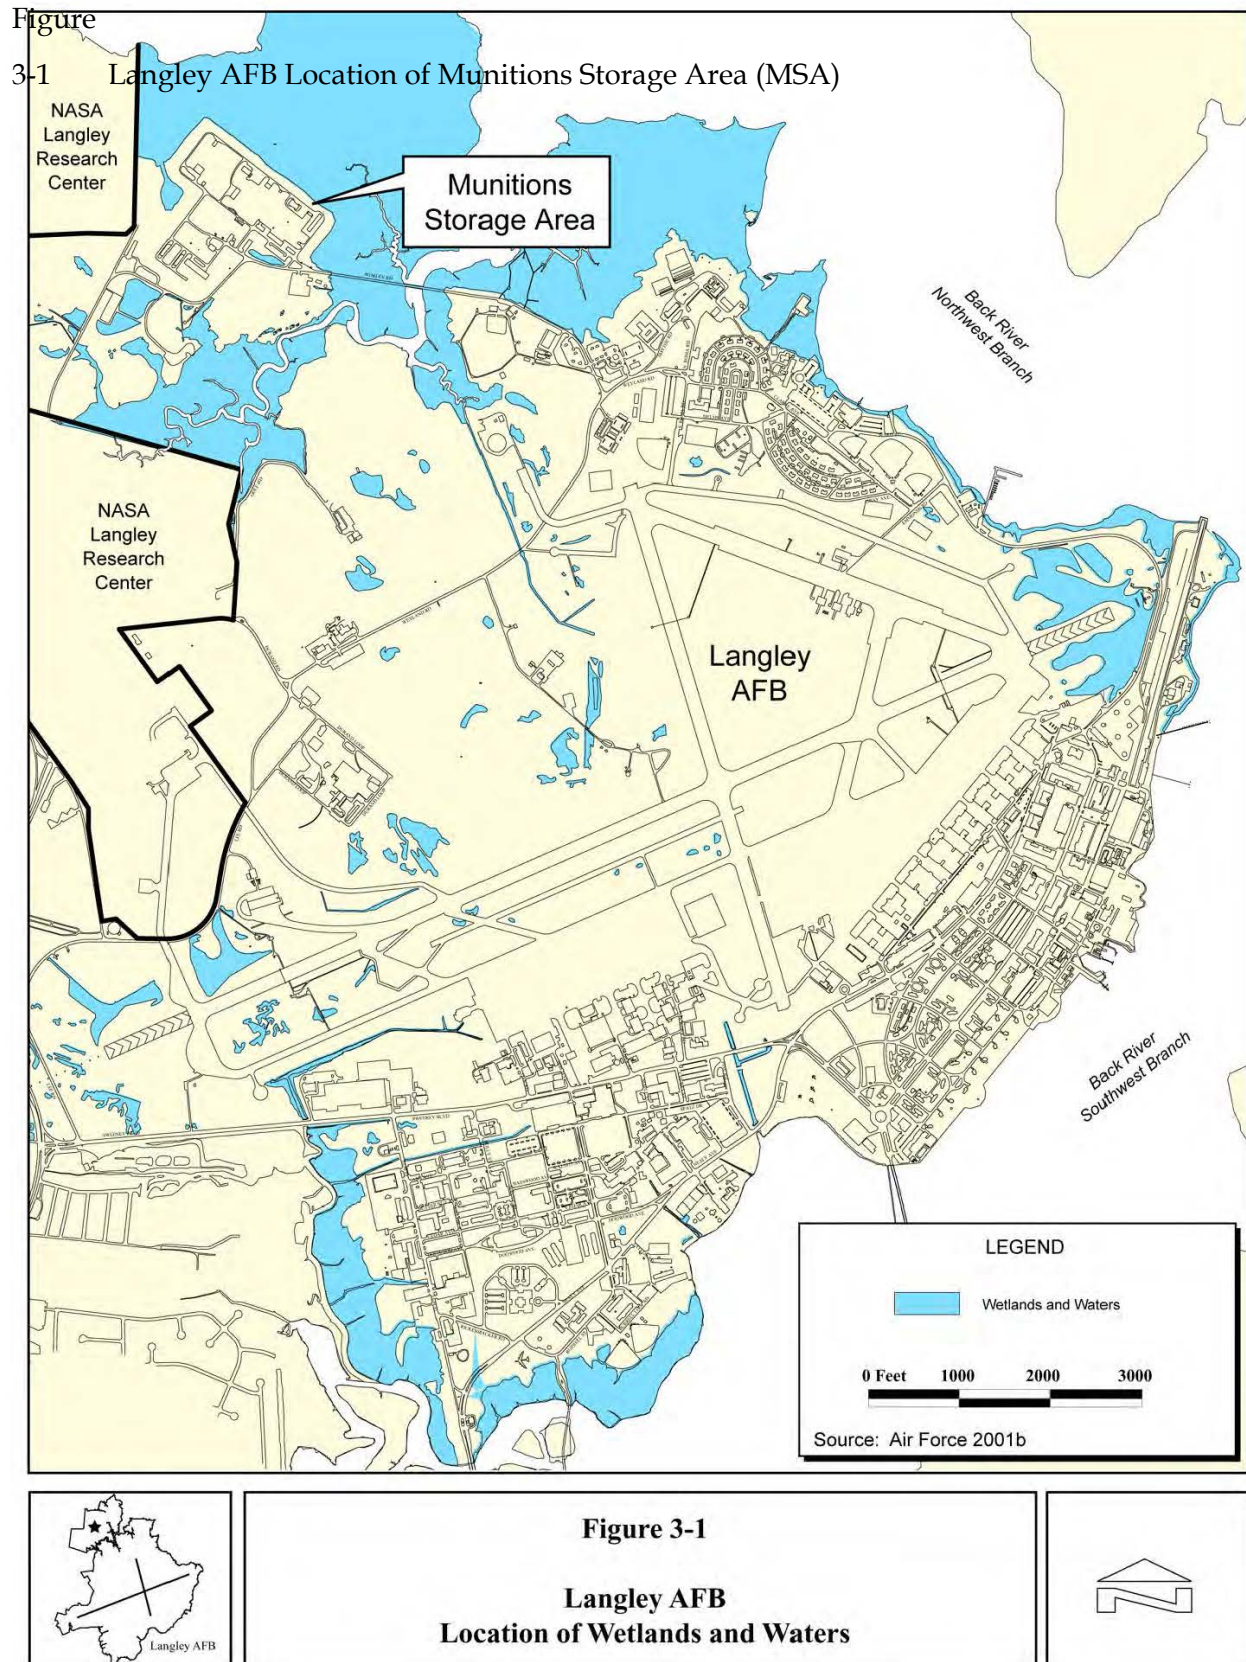 Figure
3-1 Langley AFB Location of Munitions Storage Area (MSA)
NASA
Langley
Research
Center
Munitions
Storage Area
Back River
Northwest Branch
NASA
Langley
Research
Center
Langley
AFB
Back River
Southwest Branch
LEGEND
Wetlands and Waters
0 Feet 1000 2000 3000
Source: Air Force 2001b
Langley AFB
Figure 3-1
Langley AFB
Location of Wetlands and Waters
N